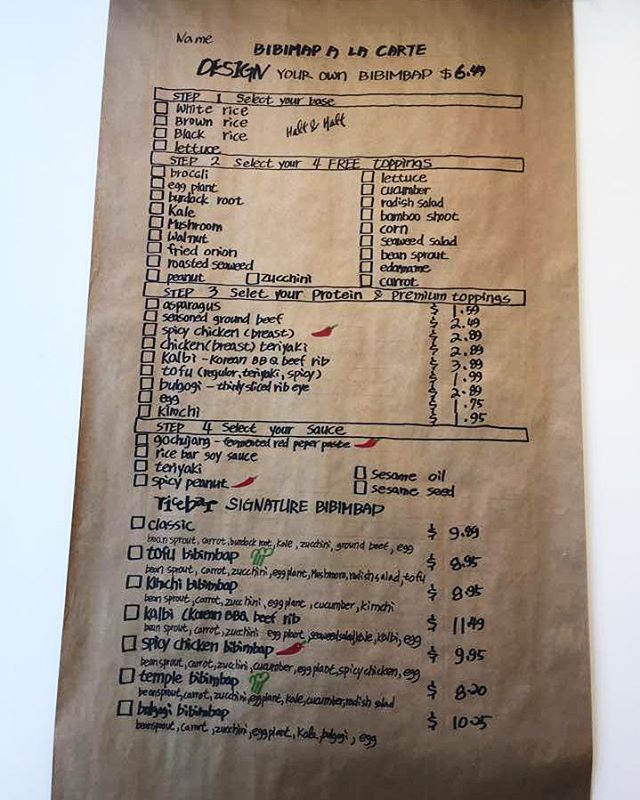 Name
BIBIMAP A LA CARTE
DESIGN YOUR OWN BIBIMBAP $6.49
STEP 1 Select your base
White rice
Brown rice
Half & Half
Black rice
lettuce
STEP 2 Select your 4 FREE toppings
broccli
egg plant
burdock root
Kale
Mushroom
Walnut
fried onion
roasted seaweed
peanut
zucchini
lettuce
cucumber
radish salad
bamboo shoot
corn
seaweed salad
bean sprout
edamame
carrot
STEP 3 Select your Protein & Premium toppings
asparagus $ 1.59
seasoned ground beef $ 2.49
spicy chicken (breast) $ 2.89
chicken (breast) teriyaki $ 2.89
Kalbi - Korean BBQ beef rib $ 3.99
tofu (regular, teriyaki, spicy) $ 1.99
bulgogi - thinly sliced rib eye $ 2.89
egg $ 1.75
kimchi $ 1.95
STEP 4 Select your sauce
gochujang - fermented red peper paste
rice bar soy sauce
teriyaki
spicy peanut
sesame oil
sesame seed
ricebar SIGNATURE BIBIMBAP
classic $ 9.99
bean sprout, carrot, burdock root, kale, zucchini, ground beef, egg
tofu bibimbap $ 8.95
bean sprout, carrot, zucchini, egg plant, Mushroom, radish salad, tofu
Kimchi bibimbap $ 8.95
bean sprout, carrot, zucchini, egg plant, cucumber, kimchi
Kalbi (Korean BBQ beef rib $ 11.49
bean sprout, carrot, zucchini egg plant, seaweed salad, kale, kalbi, egg
spicy chicken bibimbap $ 9.95
bean sprout, carrot, zucchini, cucumber, egg plant, spicy chicken, egg
temple bibimbap $ 8.20
bean sprout, carrot, zucchini, eggplant, kale, cucumber, radish salad
bulgogi bibimbap $ 10.25
bean sprout, carrot, zucchini, egg plant, Kale, bulgogi, egg